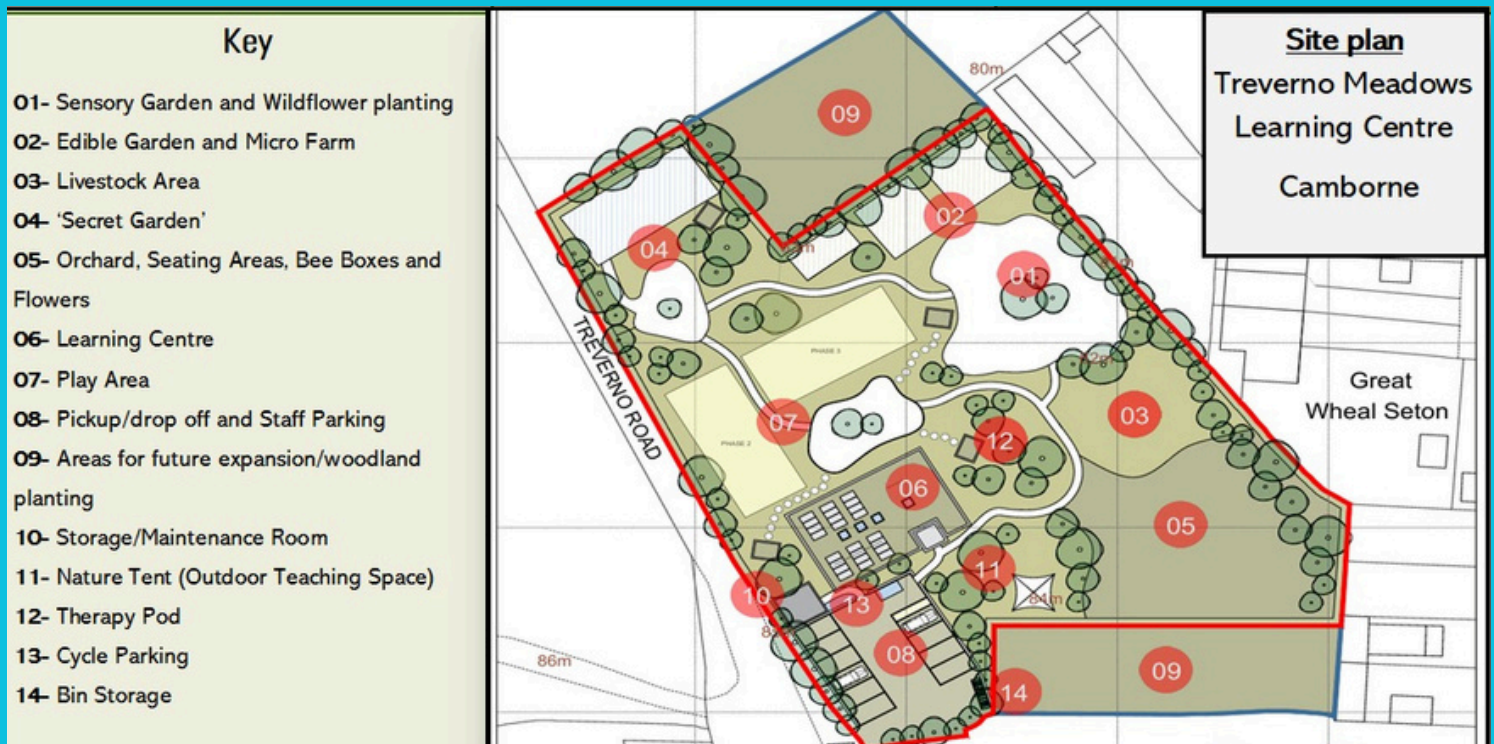 Key
01- Sensory Garden and Wildflower planting
02- Edible Garden and Micro Farm
03- Livestock Area
04- ‘Secret Garden’
05- Orchard, Seating Areas, Bee Boxes and
Flowers
06- Learning Centre
07- Play Area
08- Pickup/drop off and Staff Parking
09- Areas for future expansion/woodland
planting
10- Storage/Maintenance Room
11- Nature Tent (Outdoor Teaching Space)
12- Therapy Pod
13- Cycle Parking
14- Bin Storage
Site plan
Treverno Meadows
Learning Centre
Camborne
80m
09
02
04
01
TREVERNO ROAD
PHASE 3
82m
Great
Wheal Seton
03
07
PHASE 2
12
06
05
11
10
13
84m
86m
08
09
14